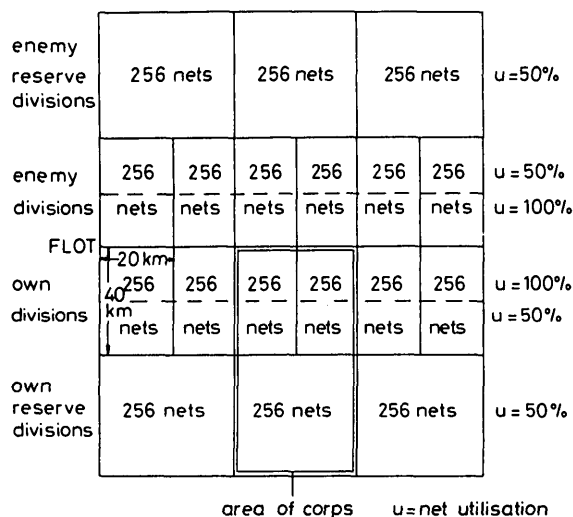 enemy
reserve
divisions
256 nets 256 nets 256 nets
u=50%
enemy
divisions
256 256 256 256 256 256
u=50%
nets nets nets nets nets nets
u=100%
FLOT
20km
40
km
own
divisions
256 256 256 256 256 256
u=100%
nets nets nets nets nets nets
u=50%
own
reserve
divisions
256 nets 256 nets 256 nets
u=50%
area of corps u=net utilisation